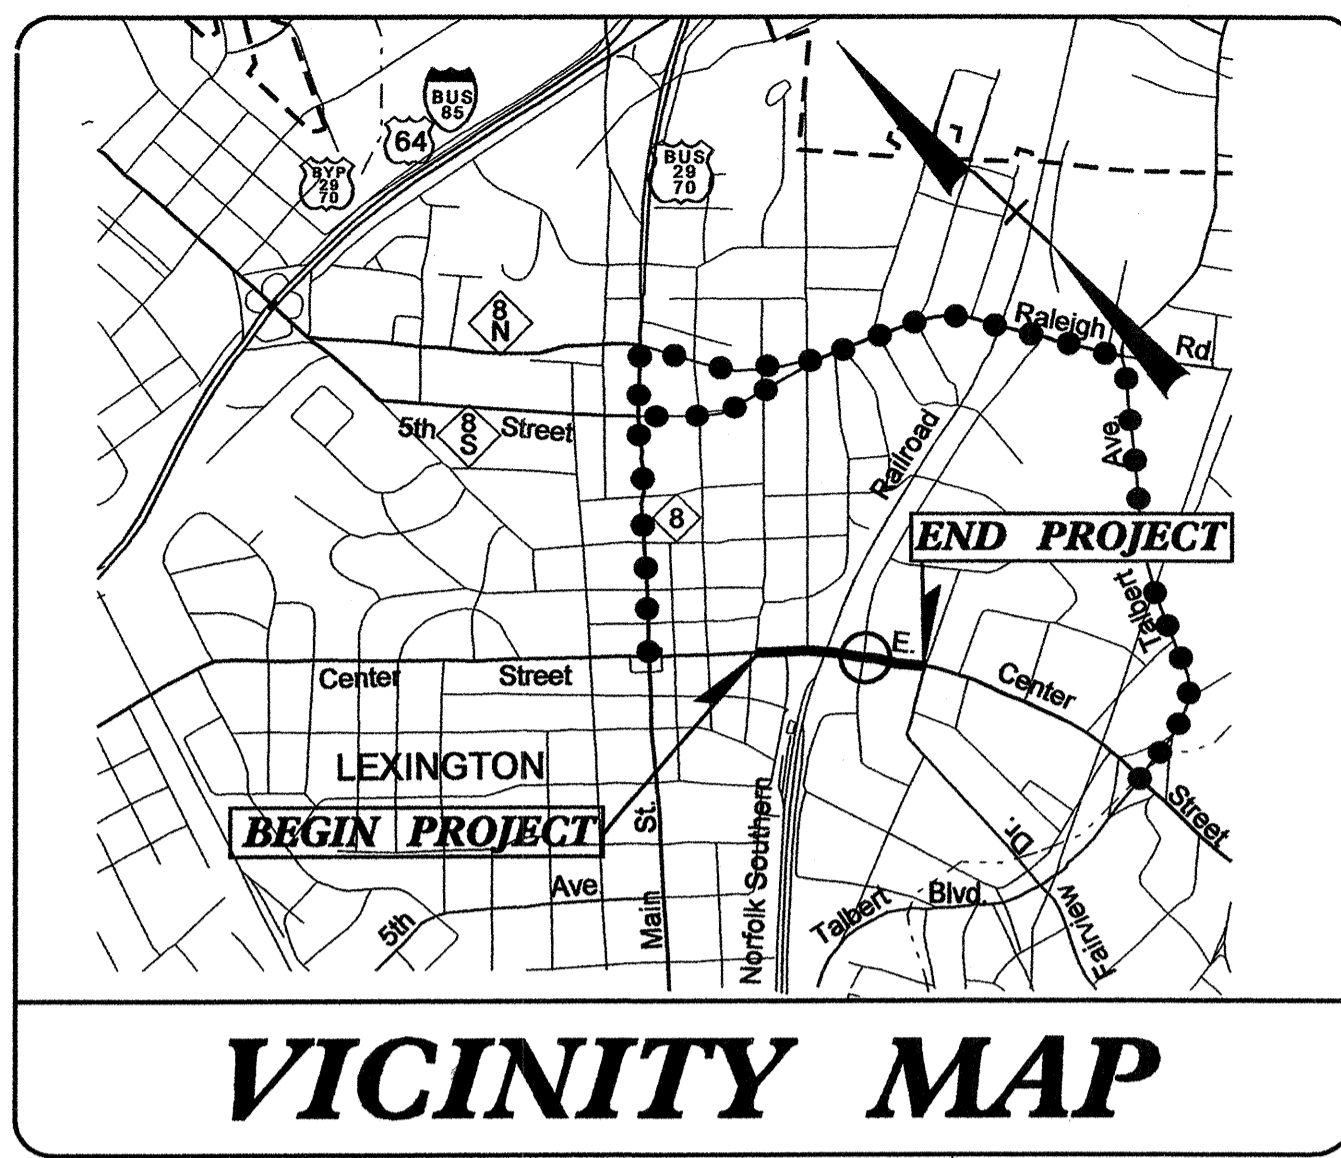 BUS
85
64
BYP
29
70
BUS
29
70
8
N
Raleigh
Rd.
5th
8
S
Street
Ave.
Railroad
8
END PROJECT
Talbert
E.
Center
Street
Center
LEXINGTON
BEGIN PROJECT
St.
Street
Dr.
Norfolk Southern
Ave.
Blvd.
Talbert
Main
Fairview
5th
VICINITY MAP